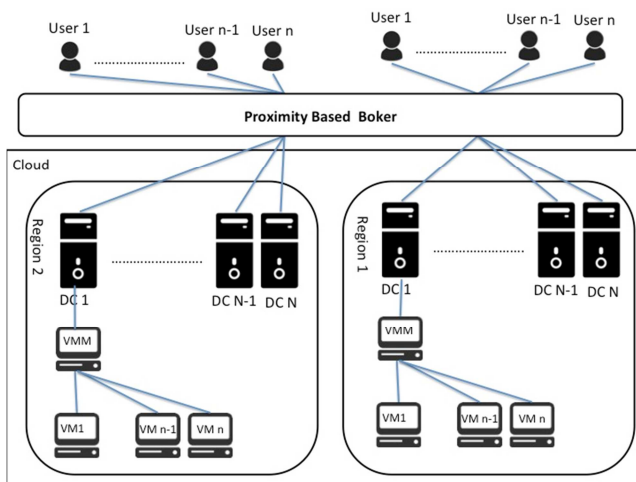 User 1
User n-1
User n
User 1
User n-1
User n
Proximity Based Boker
Cloud
Region 2
DC 1
DC N-1
DC N
VMM
VM1
VM n-1
VM n
Region 1
DC 1
DC N-1
DC N
VMM
VM1
VM n-1
VM n